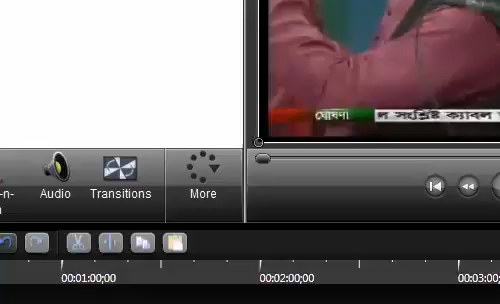 ঘোষণা
ল সংশ্লিষ্ট ক্যাবল
-n-
Audio
Transitions
More
00:01:00;00
00:02:00;00
00:03:00;